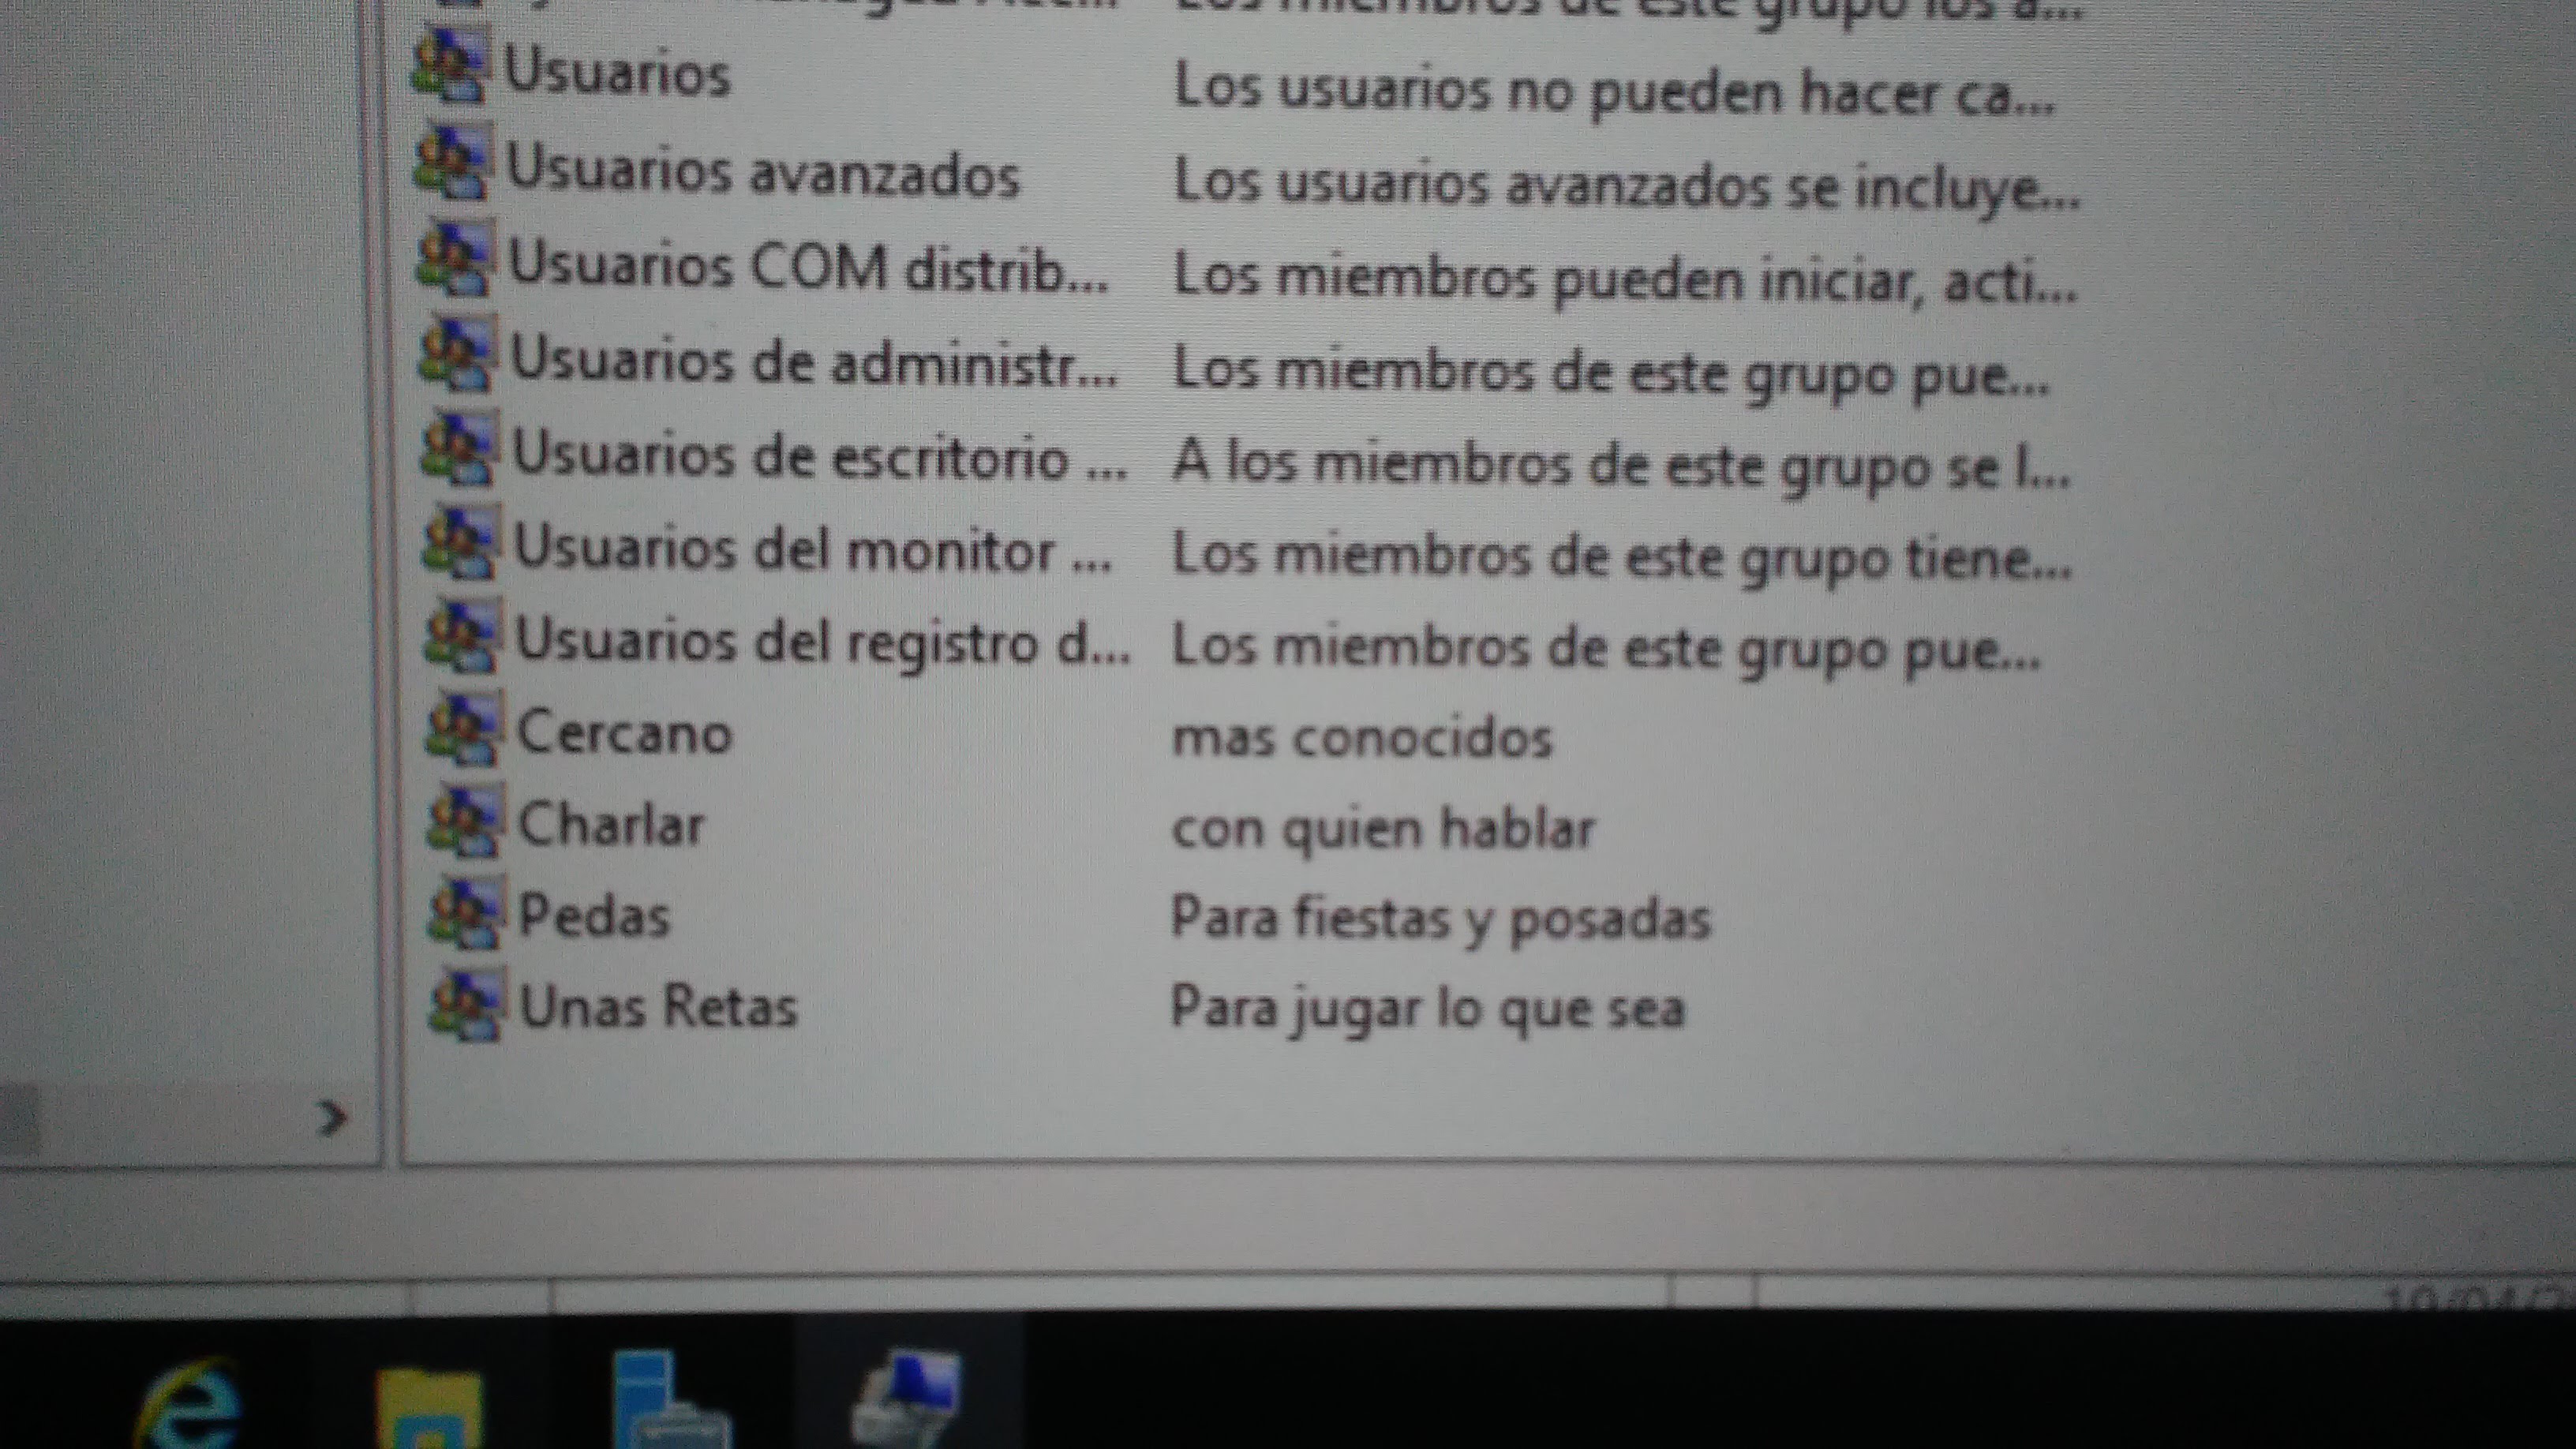 Los miembros de este grupo los a...
Usuarios Los usuarios no pueden hacer ca...
Usuarios avanzados Los usuarios avanzados se incluye...
Usuarios COM distrib... Los miembros pueden iniciar, acti...
Usuarios de administr... Los miembros de este grupo pue...
Usuarios de escritorio ... A los miembros de este grupo se l...
Usuarios del monitor ... Los miembros de este grupo tiene...
Usuarios del registro d... Los miembros de este grupo pue...
Cercano mas conocidos
Charlar con quien hablar
Pedas Para fiestas y posadas
Unas Retas Para jugar lo que sea